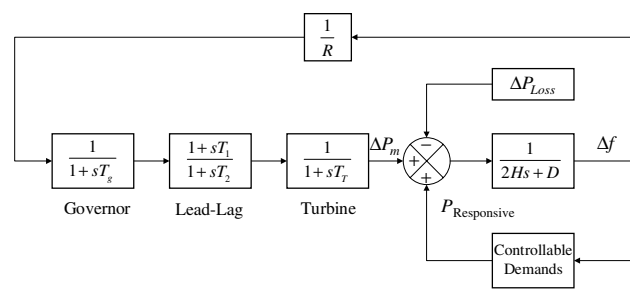 1
R
ΔP_Loss
1
1+sT_g
1+sT_1
1+sT_2
1
1+sT_T
ΔP_m
−
+
+
1
2Hs+D
Δf
Governor
Lead-Lag
Turbine
P_Responsive
Controllable
Demands